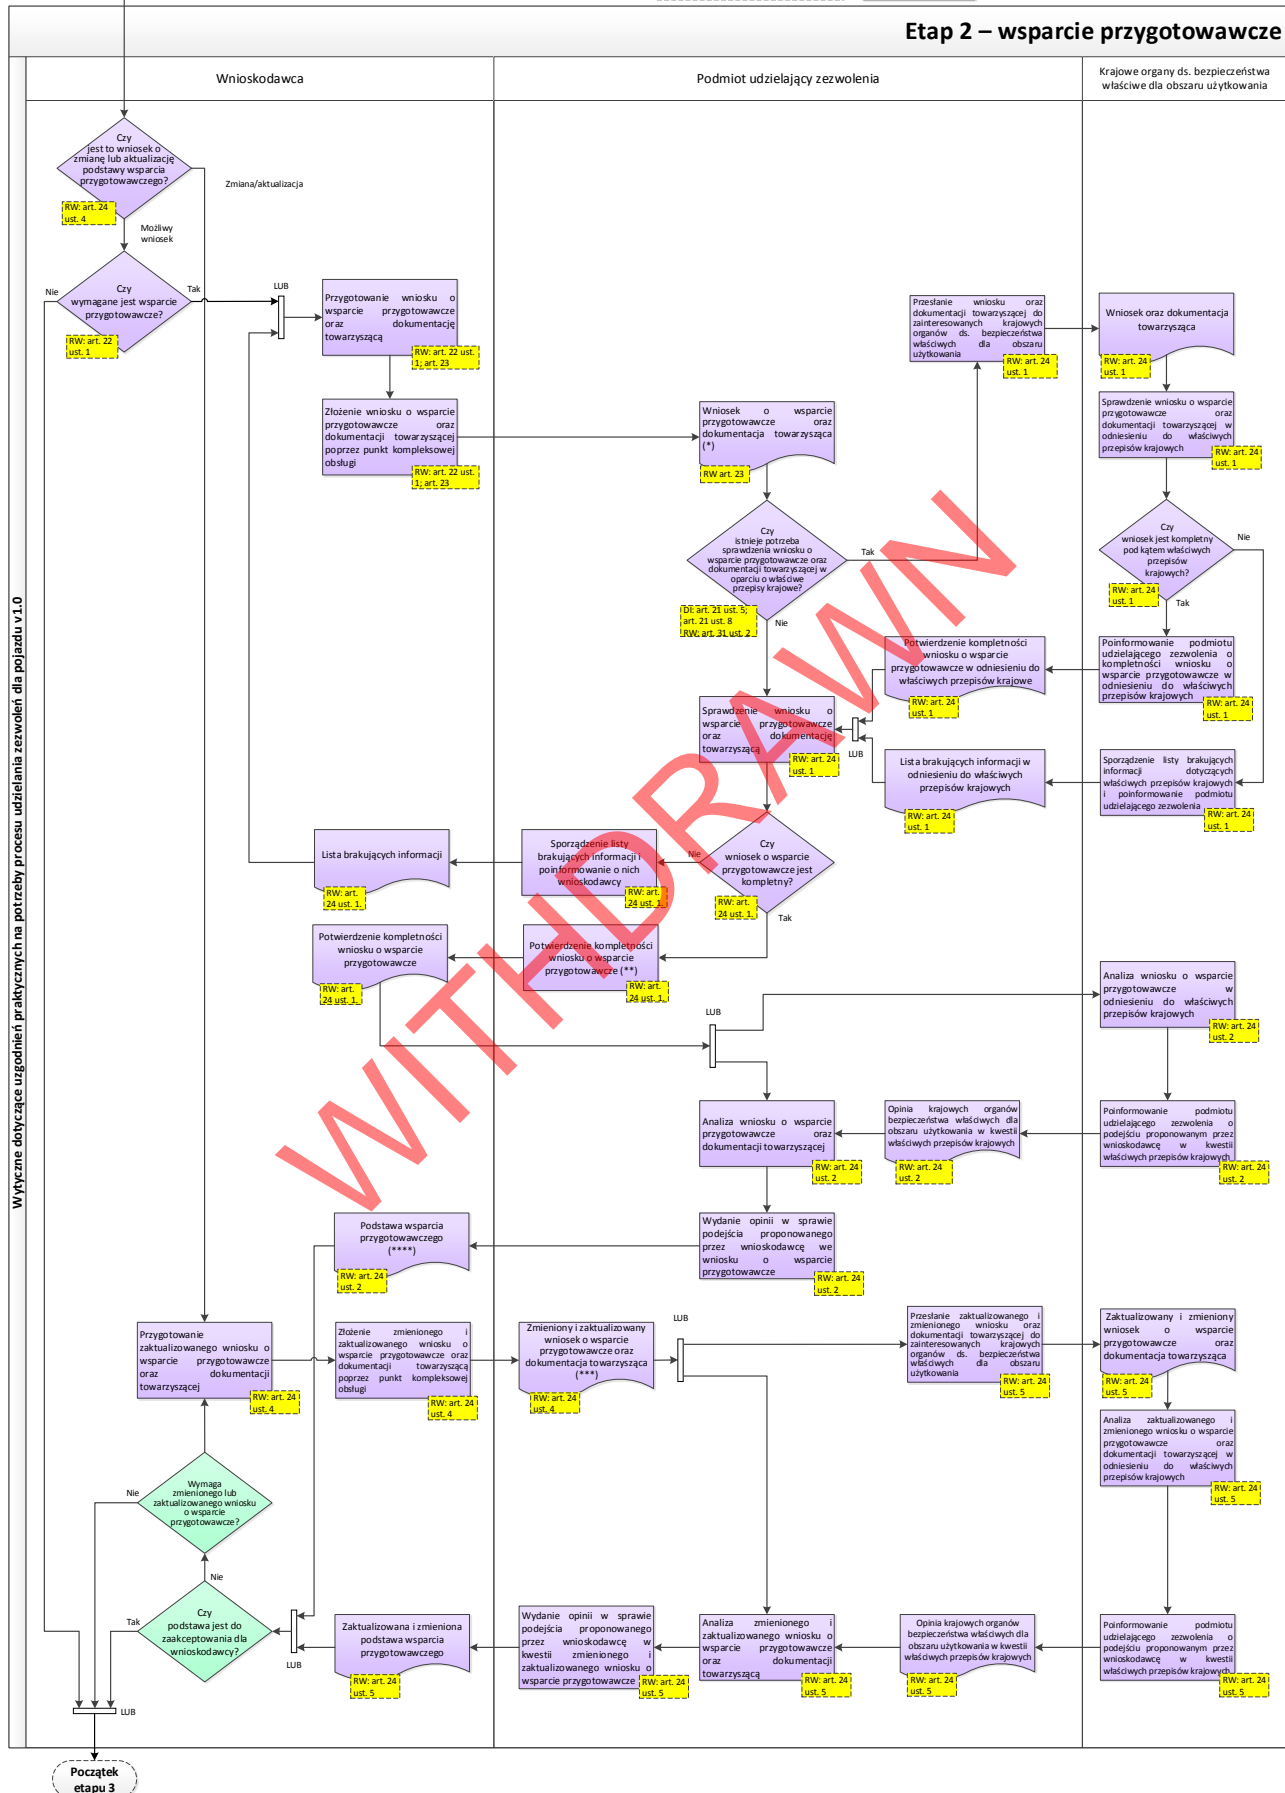 Etap 2 – wsparcie przygotowawcze
Wytyczne dotyczące uzgodnień praktycznych na potrzeby procesu udzielania zezwoleń dla pojazdu v1.0
Wnioskodawca
Podmiot udzielający zezwolenia
Krajowe organy ds. bezpieczeństwa
właściwe dla obszaru użytkowania
Czy
jest to wniosek o
zmianę lub aktualizację
podstawy wsparcia
przygotowawczego?
RW: art. 24
ust. 4
Zmiana/aktualizacja
Możliwy
wniosek
Czy
wymagane jest wsparcie
przygotowawcze?
RW: art. 22
ust. 1
Nie
Tak
LUB
Przygotowanie wniosku o
wsparcie przygotowawcze
oraz dokumentację
towarzyszącą
RW: art. 22 ust.
1; art. 23
Złożenie wniosku o wsparcie
przygotowawcze oraz
dokumentacji towarzyszącej
poprzez punkt kompleksowej
obsługi
RW: art. 22 ust.
1; art. 23
Wniosek o wsparcie
przygotowawcze oraz
dokumentacja towarzysząca
(*)
RW art. 23
Czy
istnieje potrzeba
sprawdzenia wniosku o
wsparcie przygotowawcze oraz
dokumentacji towarzyszącej w
oparciu o właściwe
przepisy krajowe?
DI: art. 21 ust. 5;
art. 21 ust. 8
RW: art. 31 ust. 2
Tak
Nie
Przesłanie wniosku oraz
dokumentacji towarzyszącej do
zainteresowanych krajowych
organów ds. bezpieczeństwa
właściwych dla obszaru
użytkowania
RW: art. 24
ust. 1
Wniosek oraz dokumentacja
towarzysząca
RW: art. 24
ust. 1
Sprawdzenie wniosku o wsparcie
przygotowawcze oraz
dokumentacji towarzyszącej w
odniesieniu do właściwych
przepisów krajowych
RW: art. 24
ust. 1
Czy
wniosek jest kompletny
pod kątem właściwych
przepisów
krajowych?
RW: art. 24
ust. 1
Nie
Tak
Poinformowanie podmiotu
udzielającego zezwolenia o
kompletności wniosku o
wsparcie przygotowawcze w
odniesieniu do właściwych
przepisów krajowych
RW: art. 24
ust. 1
Potwierdzenie kompletności
wniosku o wsparcie
przygotowawcze w odniesieniu do
właściwych przepisów krajowe
RW: art. 24
ust. 1
Sprawdzenie wniosku o
wsparcie przygotowawcze
oraz dokumentację
towarzyszącą
RW: art. 24
ust. 1
LUB
Lista brakujących informacji w
odniesieniu do właściwych
przepisów krajowych
RW: art. 24
ust. 1
Sporządzenie listy brakujących
informacji dotyczących
właściwych przepisów krajowych
i poinformowanie podmiotu
udzielającego zezwolenia
RW: art. 24
ust. 1
Lista brakujących informacji
RW: art.
24 ust. 1.
Sporządzenie listy
brakujących informacji i
poinformowanie o nich
wnioskodawcy
RW: art.
24 ust. 1.
Nie
Czy
wniosek o wsparcie
przygotowawcze jest
kompletny?
RW: art.
24 ust. 1.
Tak
Potwierdzenie kompletności
wniosku o wsparcie
przygotowawcze
RW: art.
24 ust. 1.
Potwierdzenie kompletności
wniosku o wsparcie
przygotowawcze (**)
RW: art.
24 ust. 1.
LUB
Analiza wniosku o wsparcie
przygotowawcze w
odniesieniu do właściwych
przepisów krajowych
RW: art. 24
ust. 2
Analiza wniosku o wsparcie
przygotowawcze oraz
dokumentacji towarzyszącej
RW: art. 24
ust. 2
Opinia krajowych organów
bezpieczeństwa właściwych dla
obszaru użytkowania w kwestii
właściwych przepisów krajowych
RW: art. 24
ust. 2
Poinformowanie podmiotu
udzielającego zezwolenia o
podejściu proponowanym przez
wnioskodawcę w kwestii
właściwych przepisów krajowych
RW: art. 24
ust. 2
Podstawa wsparcia
przygotowawczego
(****)
RW: art. 24
ust. 2
Wydanie opinii w sprawie
podejścia proponowanego
przez wnioskodawcę we
wniosku o wsparcie
przygotowawcze
RW: art. 24
ust. 2
Przygotowanie
zaktualizowanego wniosku o
wsparcie przygotowawcze
oraz dokumentacji
towarzyszącej
RW: art. 24
ust. 4
Złożenie zmienionego i
zaktualizowanego wniosku o
wsparcie przygotowawcze oraz
dokumentacji towarzyszącą
poprzez punkt kompleksowej
obsługi
RW: art. 24
ust. 4
Zmieniony i zaktualizowany
wniosek o wsparcie
przygotowawcze oraz
dokumentacja towarzysząca
(***)
RW: art. 24
ust. 4
LUB
Przesłanie zaktualizowanego i
zmienionego wniosku oraz
dokumentacji towarzyszącej do
zainteresowanych krajowych
organów ds. bezpieczeństwa
właściwych dla obszaru
użytkowania
RW: art. 24
ust. 5
Zaktualizowany i zmieniony
wniosek o wsparcie
przygotowawcze oraz
dokumentacja towarzysząca
RW: art. 24
ust. 5
Analiza zaktualizowanego i
zmienionego wniosku o wsparcie
przygotowawcze oraz
dokumentacji towarzyszącej w
odniesieniu do właściwych
przepisów krajowych
RW: art. 24
ust. 5
Wymaga
zmienionego lub
zaktualizowanego wniosku
o wsparcie
przygotowawcze?
Nie
Nie
Czy
podstawa jest do
zaakceptowania dla
wnioskodawcy?
Tak
LUB
Zaktualizowana i zmieniona
podstawa wsparcia
przygotowawczego
RW: art. 24
ust. 5
Wydanie opinii w sprawie
podejścia proponowanego
przez wnioskodawcę w
kwestii zmienionego i
zaktualizowanego wniosku o
wsparcie przygotowawcze
RW: art. 24
ust. 5
Analiza zmienionego i
zaktualizowanego wniosku o
wsparcie przygotowawcze
oraz dokumentacji
towarzyszącą
RW: art. 24
ust. 5
Opinia krajowych organów
bezpieczeństwa właściwych dla
obszaru użytkowania w kwestii
właściwych przepisów krajowych
RW: art. 24
ust. 5
Poinformowanie podmiotu
udzielającego zezwolenia o
podejściu proponowanym przez
wnioskodawcę w kwestii
właściwych przepisów krajowych
RW: art. 24
ust. 5
LUB
Początek
etapu 3
WITHDRAWN